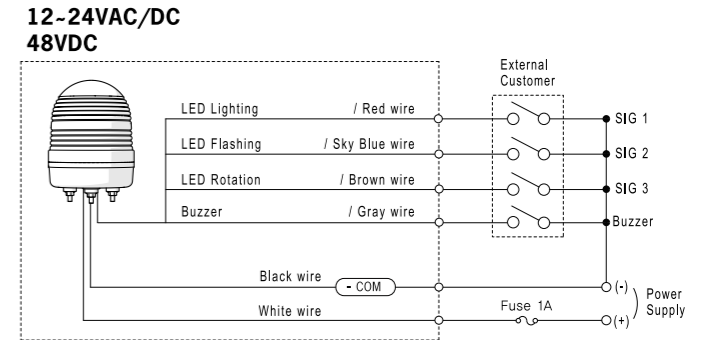 12~24VAC/DC
48VDC
External
Customer
LED Lighting / Red wire
SIG 1
LED Flashing / Sky Blue wire
SIG 2
LED Rotation / Brown wire
SIG 3
Buzzer / Gray wire
Buzzer
Black wire
- COM
(-)
Power
Supply
White wire
Fuse 1A
(+)